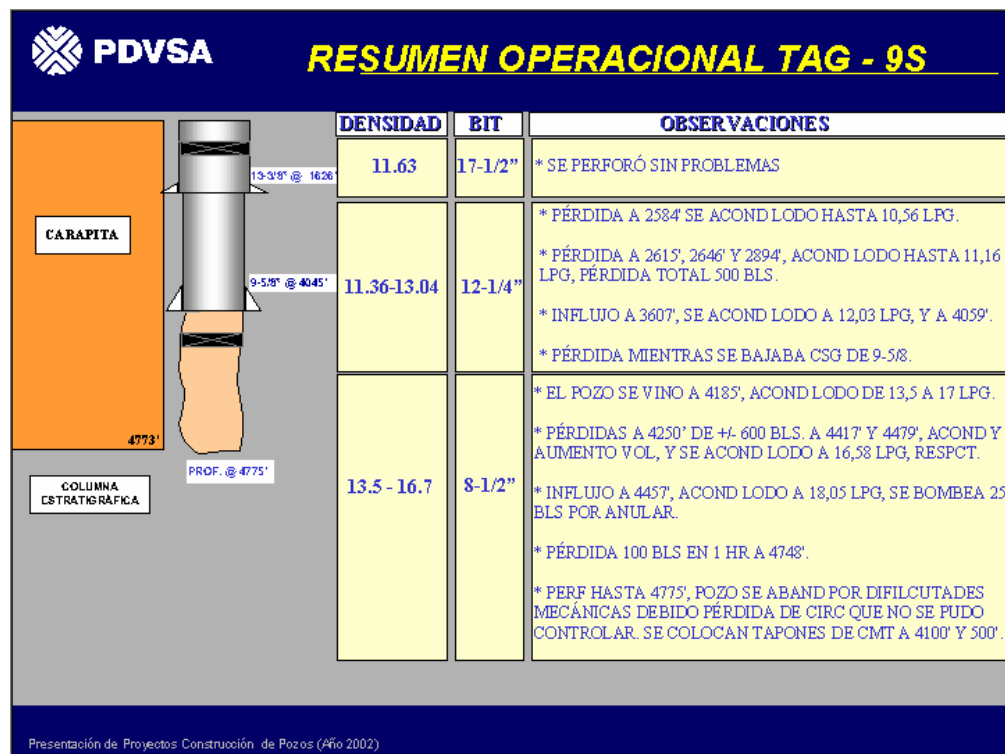 PDVSA
RESUMEN OPERACIONAL TAG - 9S
DENSIDAD
BIT
OBSERVACIONES
13-3/8" @ 1626'
11.63
17-1/2”
* SE PERFORÓ SIN PROBLEMAS
CARAPITA
9-5/8" @ 4045'
11.36-13.04
12-1/4”
* PÉRDIDA A 2584' SE ACOND LODO HASTA 10,56 LPG.
* PÉRDIDA A 2615', 2646' Y 2894', ACOND LODO HASTA 11,16
LPG, PÉRDIDA TOTAL 500 BLS.
* INFLUJO A 3607', SE ACOND LODO A 12,03 LPG, Y A 4059'.
* PÉRDIDA MIENTRAS SE BAJABA CSG DE 9-5/8.
4773'
PROF. @ 4775'
COLUMNA
ESTRATIGRÁFICA
13.5 - 16.7
8-1/2”
* EL POZO SE VINO A 4185', ACOND LODO DE 13,5 A 17 LPG.
* PÉRDIDAS A 4250’ DE +/- 600 BLS. A 4417' Y 4479', ACOND Y
AUMENTO VOL, Y SE ACOND LODO A 16,58 LPG, RESPCT.
* INFLUJO A 4457', ACOND LODO A 18,05 LPG, SE BOMBEA 25
BLS POR ANULAR.
* PÉRDIDA 100 BLS EN 1 HR A 4748'.
* PERF HASTA 4775', POZO SE ABAND POR DIFILCUTADES
MECÁNICAS DEBIDO PÉRDIDA DE CIRC QUE NO SE PUDO
CONTROLAR. SE COLOCAN TAPONES DE CMT A 4100' Y 500'.
Presentación de Proyectos Construcción de Pozos (Año 2002)